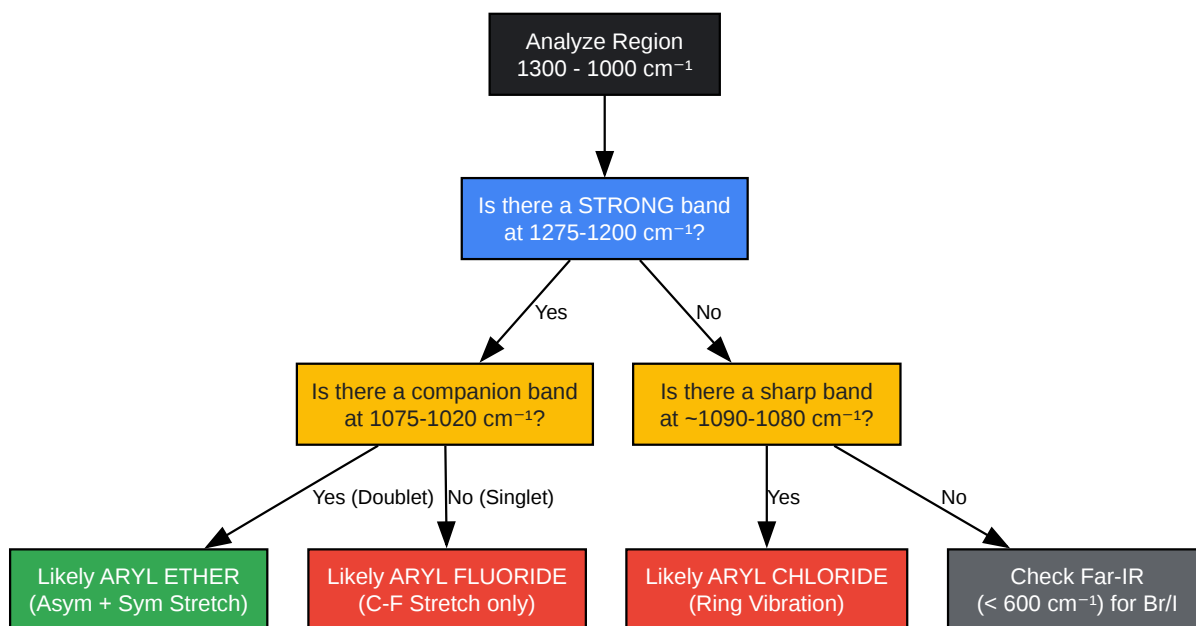 Analyze Region
1300 - 1000 cm⁻¹
Is there a STRONG band
at 1275-1200 cm⁻¹?
Yes
No
Is there a companion band
at 1075-1020 cm⁻¹?
Is there a sharp band
at ~1090-1080 cm⁻¹?
Yes (Doublet)
No (Singlet)
Yes
No
Likely ARYL ETHER
(Asym + Sym Stretch)
Likely ARYL FLUORIDE
(C-F Stretch only)
Likely ARYL CHLORIDE
(Ring Vibration)
Check Far-IR
(< 600 cm⁻¹) for Br/I